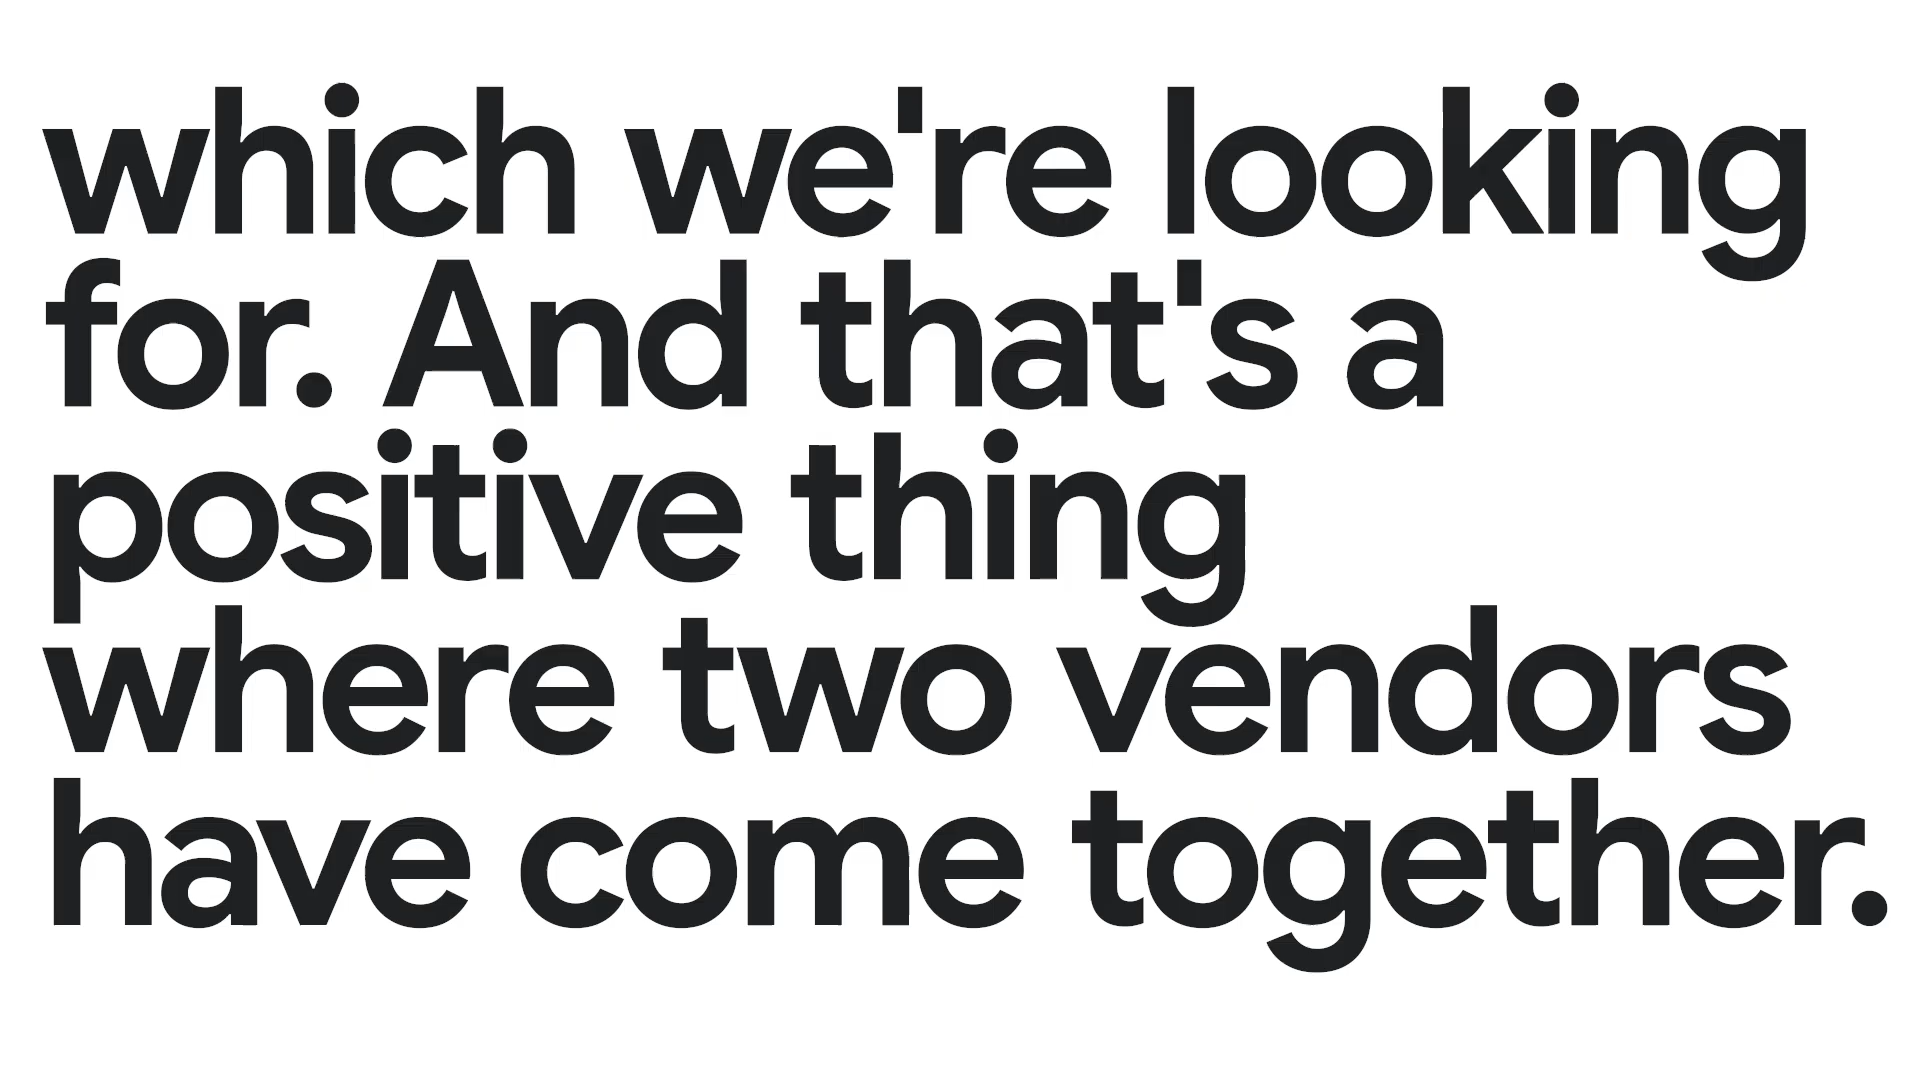 which we're looking
for. And that's a
positive thing
where two vendors
have come together.